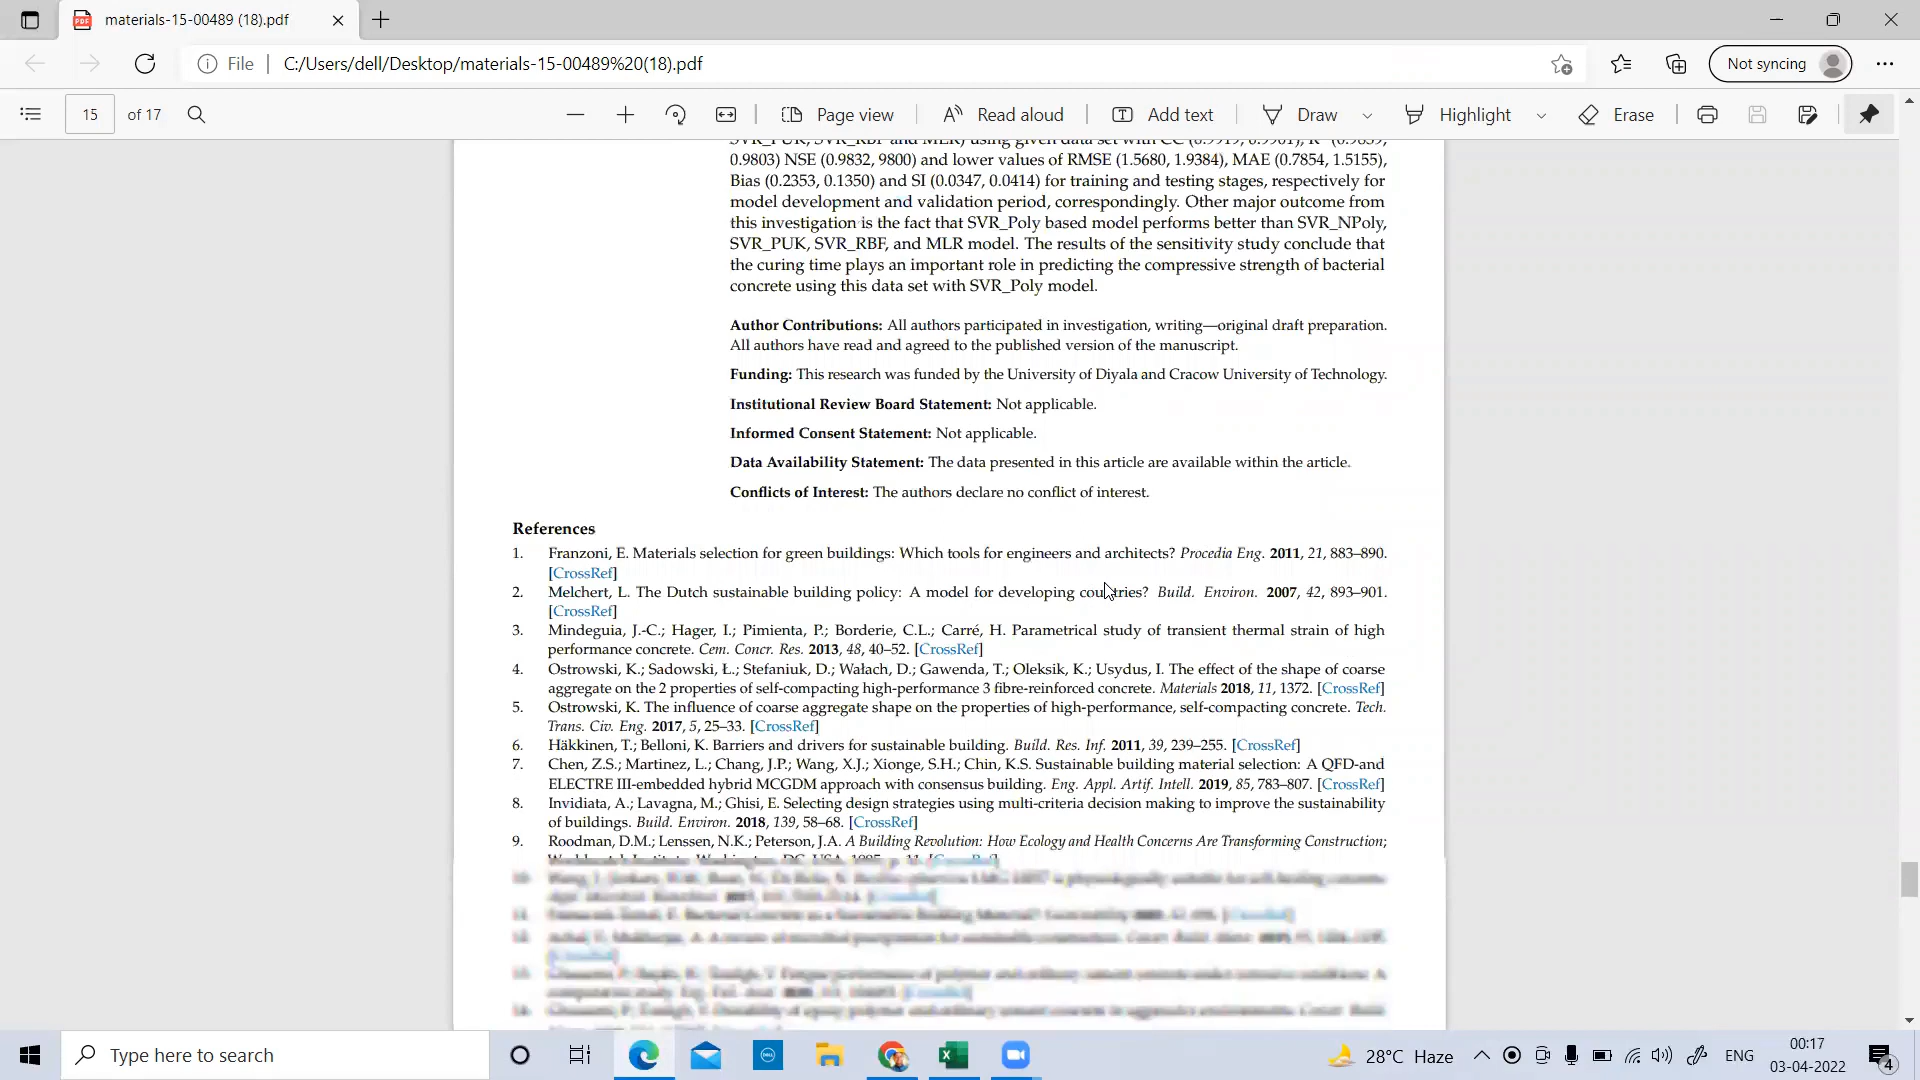 materials-15-00489 (18).pdf
File
C:/Users/dell/Desktop/materials-15-00489%20(18).pdf
Not syncing
15 of 17
Page view
Read aloud
Add text
Draw
Highlight
Erase
0.9803) NSE (0.9832, 9800) and lower values of RMSE (1.5680, 1.9384), MAE (0.7854, 1.5155),
Bias (0.2353, 0.1350) and SI (0.0347, 0.0414) for training and testing stages, respectively for
model development and validation period, correspondingly. Other major outcome from
this investigation is the fact that SVR_Poly based model performs better than SVR_NPoly,
SVR_PUK, SVR_RBF, and MLR model. The results of the sensitivity study conclude that
the curing time plays an important role in predicting the compressive strength of bacterial
concrete using this data set with SVR_Poly model.
Author Contributions: All authors participated in investigation, writing—original draft preparation.
All authors have read and agreed to the published version of the manuscript.
Funding: This research was funded by the University of Diyala and Cracow University of Technology.
Institutional Review Board Statement: Not applicable.
Informed Consent Statement: Not applicable.
Data Availability Statement: The data presented in this article are available within the article.
Conflicts of Interest: The authors declare no conflict of interest.
References
1. Franzoni, E. Materials selection for green buildings: Which tools for engineers and architects? Procedia Eng. 2011, 21, 883–890.
[CrossRef]
2. Melchert, L. The Dutch sustainable building policy: A model for developing countries? Build. Environ. 2007, 42, 893–901.
[CrossRef]
3. Mindeguia, J.-C.; Hager, I.; Pimienta, P.; Borderie, C.L.; Carré, H. Parametrical study of transient thermal strain of high
performance concrete. Cem. Concr. Res. 2013, 48, 40–52. [CrossRef]
4. Ostrowski, K.; Sadowski, Ł.; Stefaniuk, D.; Wałach, D.; Gawenda, T.; Oleksik, K.; Usydus, I. The effect of the shape of coarse
aggregate on the 2 properties of self-compacting high-performance 3 fibre-reinforced concrete. Materials 2018, 11, 1372. [CrossRef]
5. Ostrowski, K. The influence of coarse aggregate shape on the properties of high-performance, self-compacting concrete. Tech.
Trans. Civ. Eng. 2017, 5, 25–33. [CrossRef]
6. Häkkinen, T.; Belloni, K. Barriers and drivers for sustainable building. Build. Res. Inf. 2011, 39, 239–255. [CrossRef]
7. Chen, Z.S.; Martinez, L.; Chang, J.P.; Wang, X.J.; Xionge, S.H.; Chin, K.S. Sustainable building material selection: A QFD-and
ELECTRE III-embedded hybrid MCGDM approach with consensus building. Eng. Appl. Artif. Intell. 2019, 85, 783–807. [CrossRef]
8. Invidiata, A.; Lavagna, M.; Ghisi, E. Selecting design strategies using multi-criteria decision making to improve the sustainability
of buildings. Build. Environ. 2018, 139, 58–68. [CrossRef]
9. Roodman, D.M.; Lenssen, N.K.; Peterson, J.A. A Building Revolution: How Ecology and Health Concerns Are Transforming Construction;
Type here to search
28°C Haze
ENG
00:17
03-04-2022
4